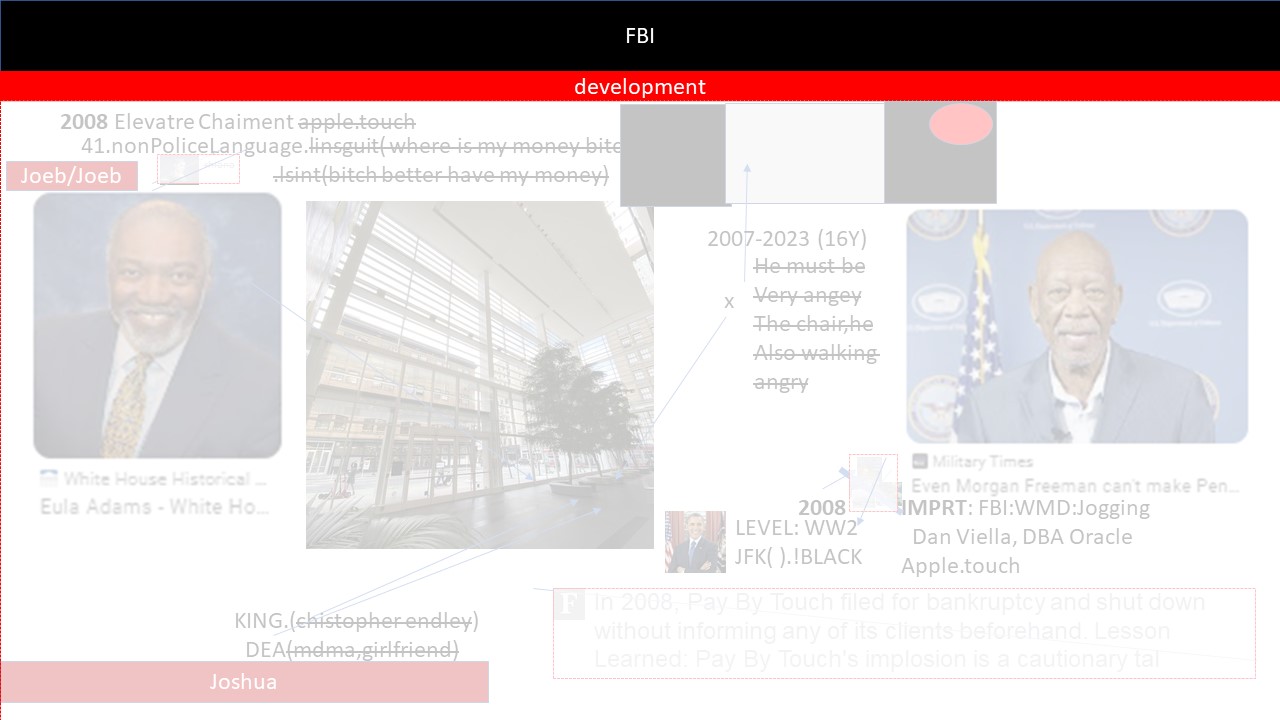 FBI
development
2008 Elevatre Chaiment apple.touch
41.nonPoliceLanguage.linsguit( where is my money bitc
.lsint(bitch better have my money)
Joeb/Joeb
2007-2023 (16Y)
He must be
Very angey
The chair,he
Also walking
angry
x
White House Historical ...
Eula Adams - White Ho...
Military Times
Even Morgan Freeman can't make Pen...
2008
IMPRT: FBI:WMD:Jogging
Dan Viella, DBA Oracle
Apple.touch
LEVEL: WW2
JFK( ).!BLACK
F In 2008, Pay By Touch filed for bankruptcy and shut down
without informing any of its clients beforehand. Lesson
Learned: Pay By Touch's implosion is a cautionary tal
KING.(chistopher endley)
DEA(mdma,girlfriend)
Joshua